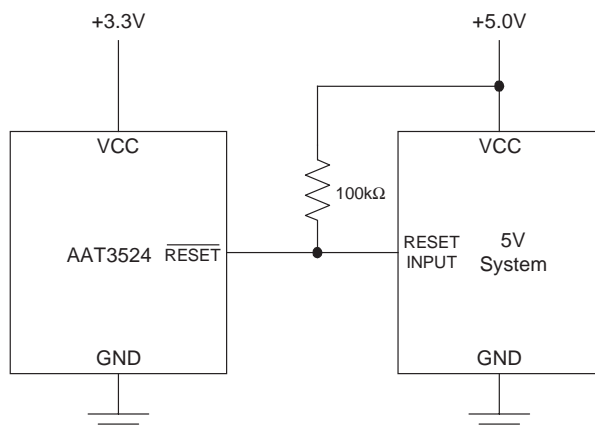 +3.3V
+5.0V
VCC
VCC
100kΩ
AAT3524
RESET
RESET
INPUT
5V
System
GND
GND